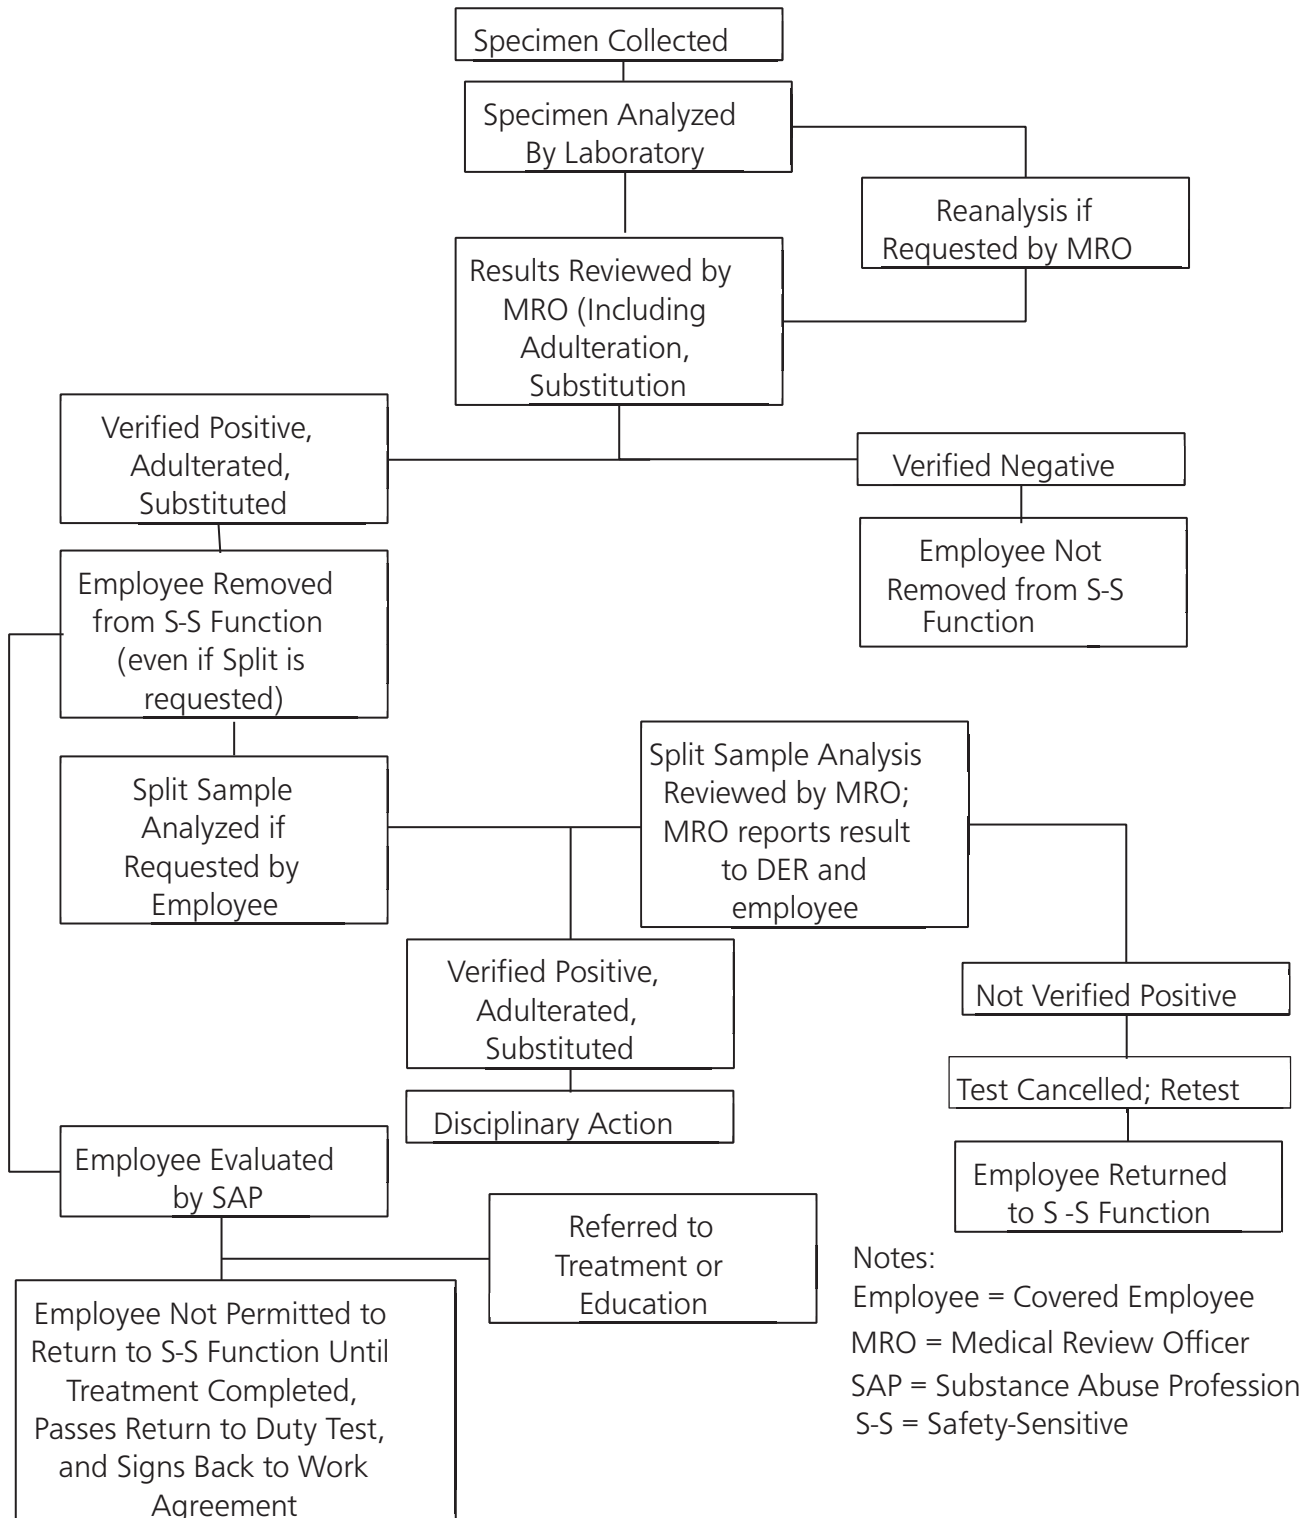 Specimen Collected
Specimen Analyzed
By Laboratory
Reanalysis if
Requested by MRO
Results Reviewed by
MRO (Including
Adulteration,
Substitution
Verified Positive,
Adulterated,
Substituted
Verified Negative
Employee Not
Removed from S-S
Function
Employee Removed
from S-S Function
(even if Split is
requested)
Split Sample
Analyzed if
Requested by
Employee
Split Sample Analysis
Reviewed by MRO;
MRO reports result
to DER and
employee
Verified Positive,
Adulterated,
Substituted
Disciplinary Action
Not Verified Positive
Test Cancelled; Retest
Employee Returned
to S -S Function
Employee Evaluated
by SAP
Referred to
Treatment or
Education
Employee Not Permitted to
Return to S-S Function Until
Treatment Completed,
Passes Return to Duty Test,
and Signs Back to Work
Agreement
Notes:
Employee = Covered Employee
MRO = Medical Review Officer
SAP = Substance Abuse Profession
S-S = Safety-Sensitive